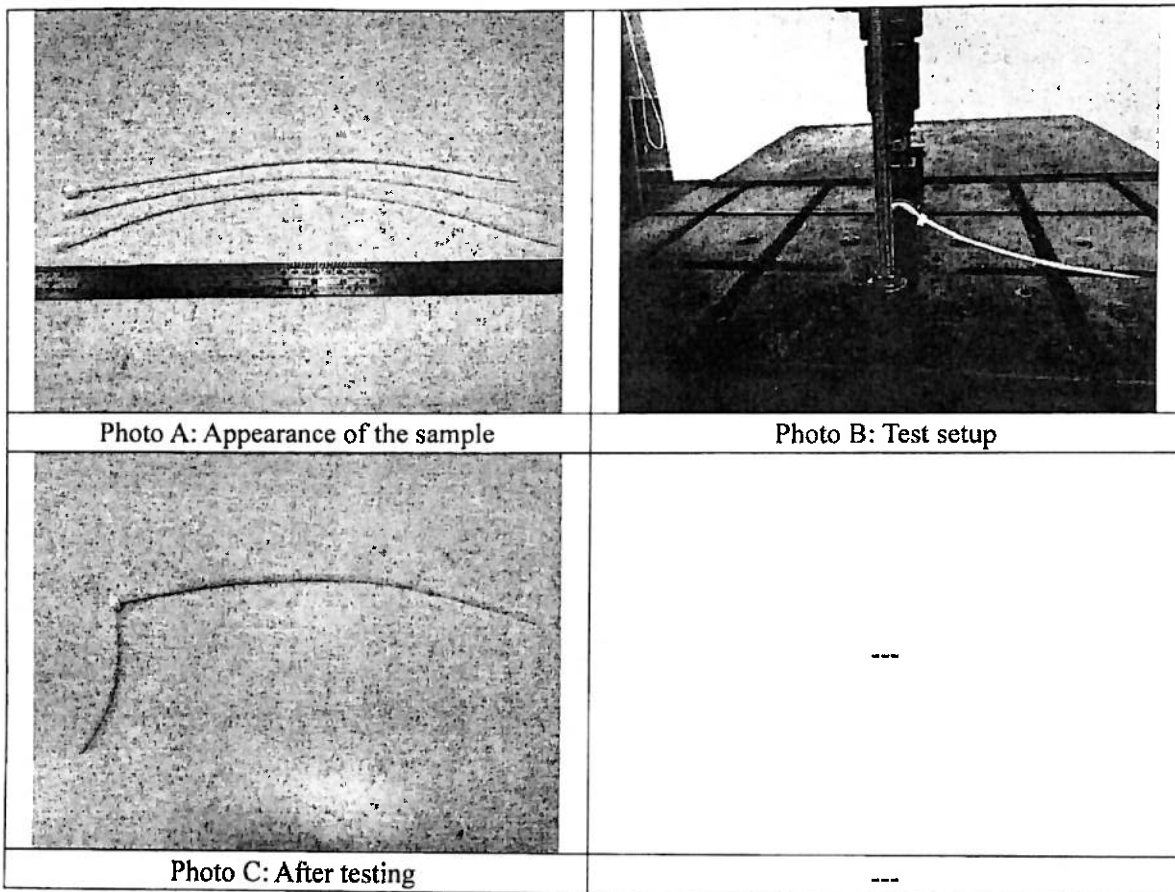 Photo A: Appearance of the sample
Photo B: Test setup
---
Photo C: After testing
---